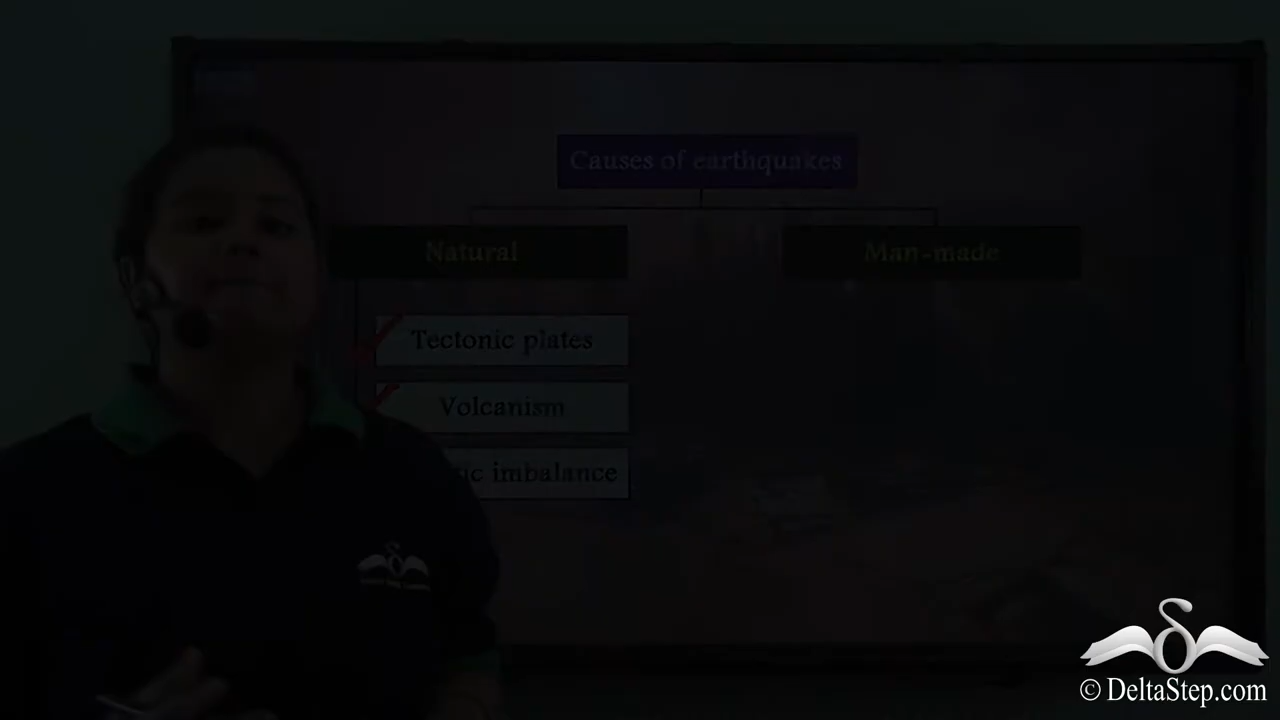 Causes of earthquakes
Natural
Man-made
Tectonic plates
Volcanism
imbalance
© DeltaStep.com